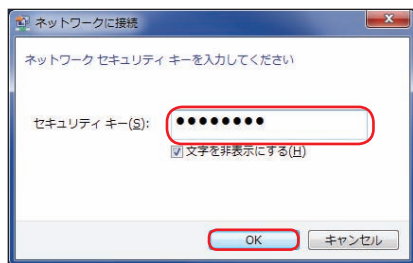 ネットワークに接続
ネットワーク セキュリティ キーを入力してください
セキュリティ キー(S): ●●●●●●●●
文字を非表示にする(H)
OK キャンセル